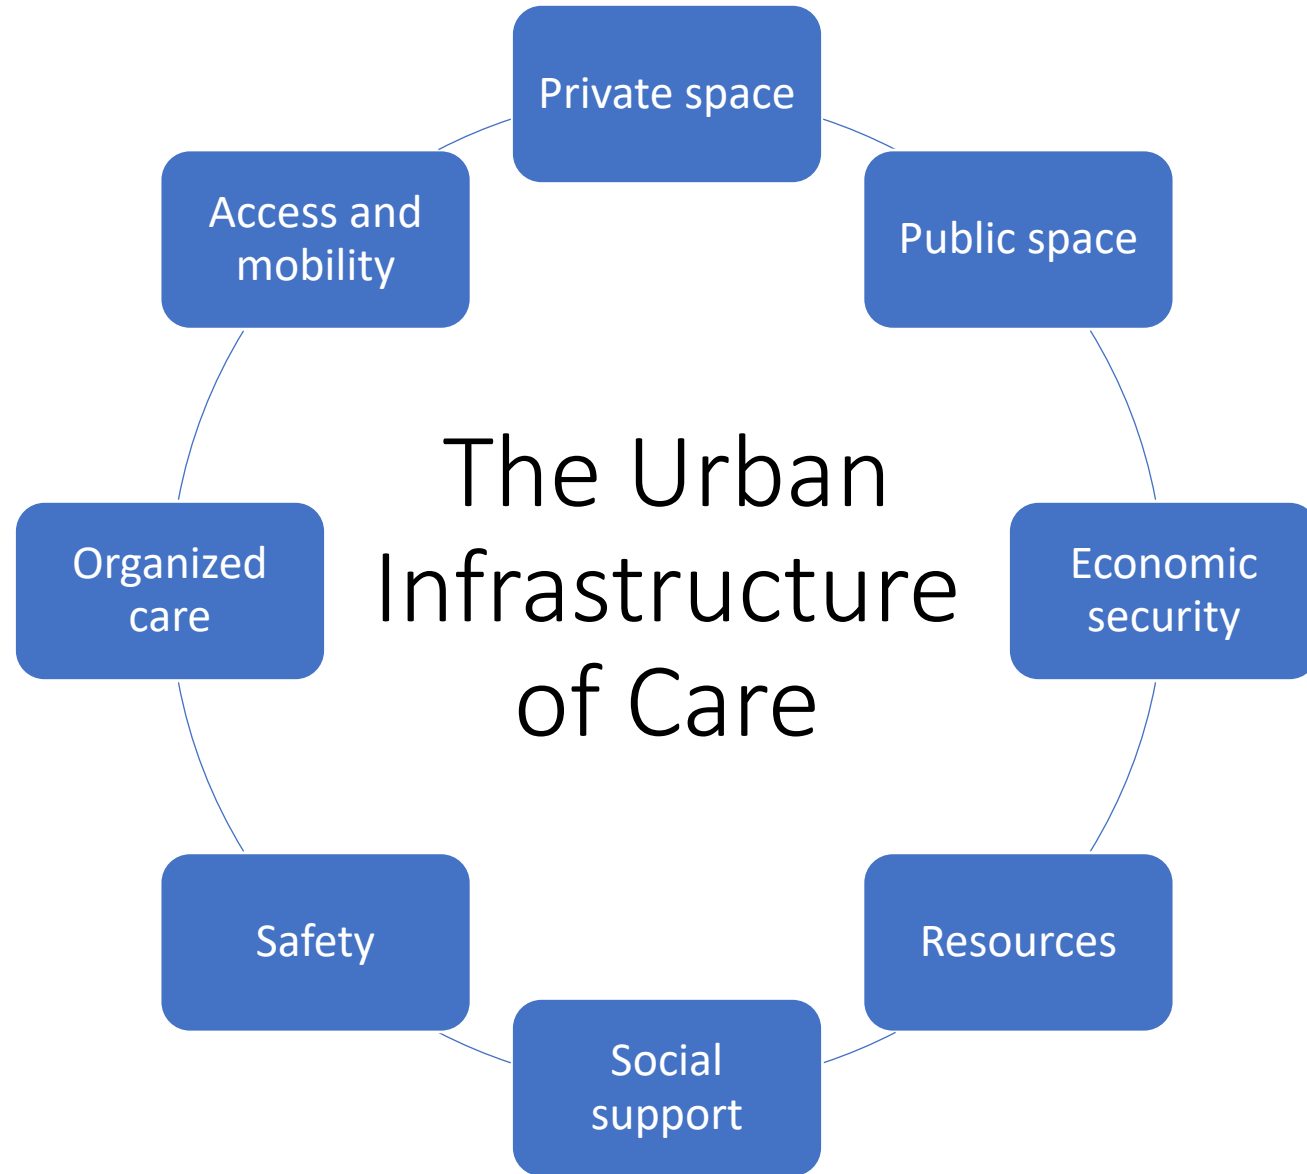 Private space
Public space
Economic
security
Resources
Social
support
Safety
Organized
care
Access and
mobility
The Urban
Infrastructure
of Care